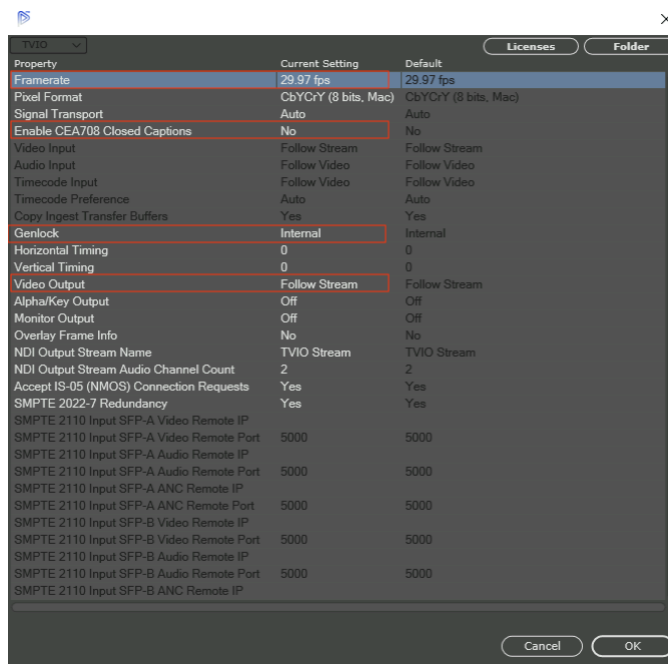 TVIO
Licenses Folder
Property Current Setting Default
Framerate 29.97 fps 29.97 fps
Pixel Format CbYCrY (8 bits, Mac) CbYCrY (8 bits, Mac)
Signal Transport Auto Auto
Enable CEA708 Closed Captions No No
Video Input Follow Stream Follow Stream
Audio Input Follow Video Follow Video
Timecode Input Follow Video Follow Video
Timecode Preference Auto Auto
Copy Ingest Transfer Buffers Yes Yes
Genlock Internal Internal
Horizontal Timing 0 0
Vertical Timing 0 0
Video Output Follow Stream Follow Stream
Alpha/Key Output Off Off
Monitor Output Off Off
Overlay Frame Info No No
NDI Output Stream Name TVIO Stream TVIO Stream
NDI Output Stream Audio Channel Count 2 2
Accept IS-05 (NMOS) Connection Requests Yes Yes
SMPTE 2022-7 Redundancy Yes Yes
SMPTE 2110 Input SFP-A Video Remote IP
SMPTE 2110 Input SFP-A Video Remote Port 5000 5000
SMPTE 2110 Input SFP-A Audio Remote IP
SMPTE 2110 Input SFP-A Audio Remote Port 5000 5000
SMPTE 2110 Input SFP-A ANC Remote IP
SMPTE 2110 Input SFP-A ANC Remote Port 5000 5000
SMPTE 2110 Input SFP-B Video Remote IP
SMPTE 2110 Input SFP-B Video Remote Port 5000 5000
SMPTE 2110 Input SFP-B Audio Remote IP
SMPTE 2110 Input SFP-B Audio Remote Port 5000 5000
SMPTE 2110 Input SFP-B ANC Remote IP
Cancel OK